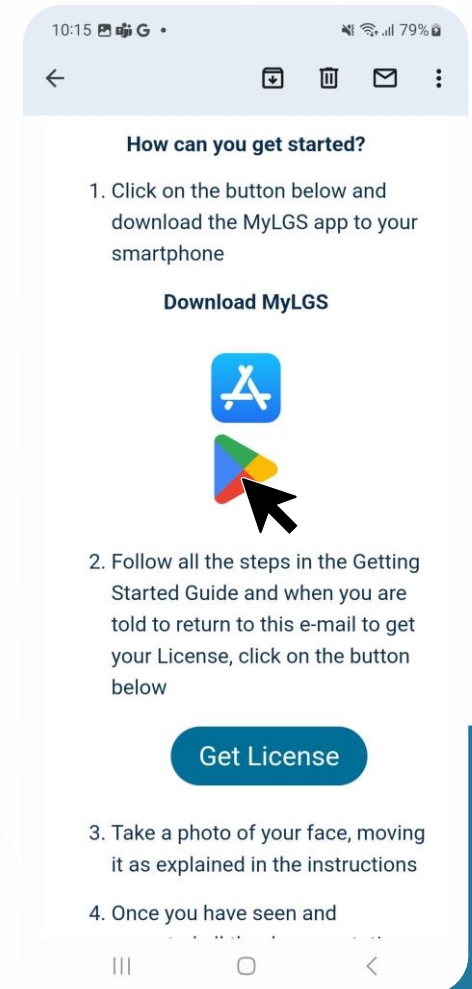 10:15 G
79%
How can you get started?
1. Click on the button below and
download the MyLGS app to your
smartphone
Download MyLGS
2. Follow all the steps in the Getting
Started Guide and when you are
told to return to this e-mail to get
your License, click on the button
below
Get License
3. Take a photo of your face, moving
it as explained in the instructions
4. Once you have seen and